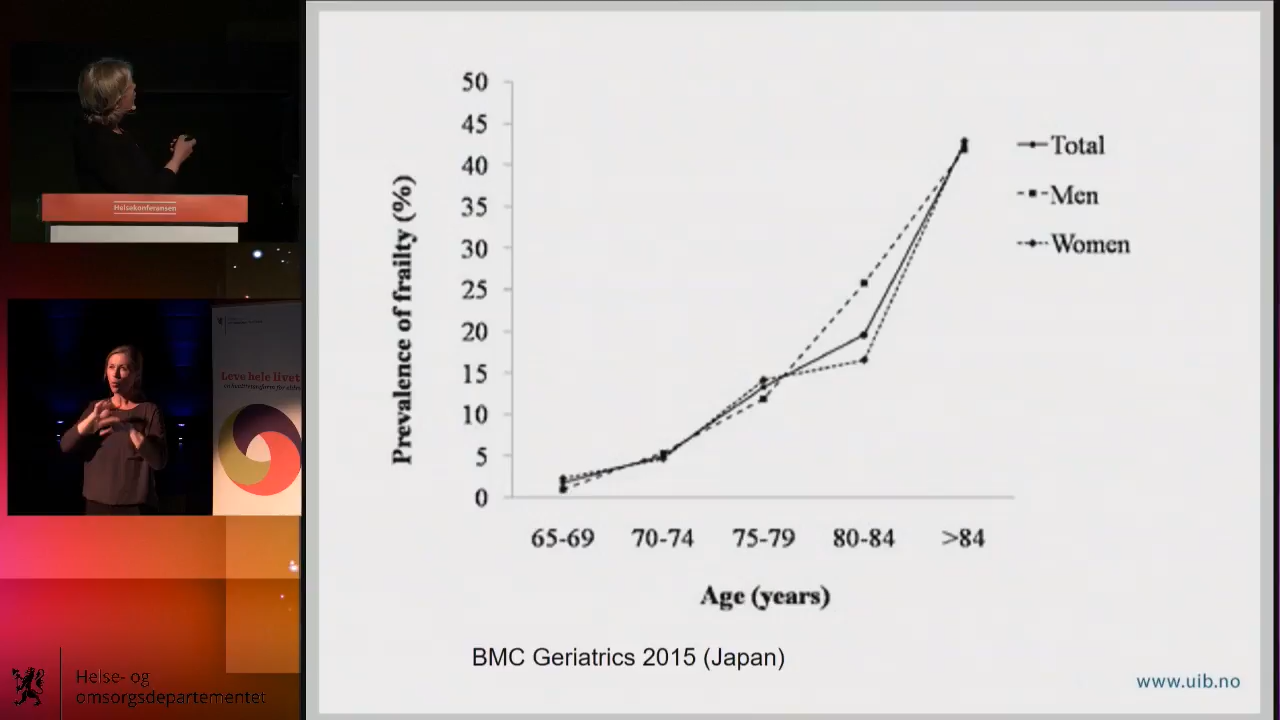 Helsekonferansen
Leve hele livet
Helse- og
omsorgsdepartementet
50
45
40
35
30
25
20
15
10
5
0
Prevalence of frailty (%)
65-69 70-74 75-79 80-84 >84
Age (years)
Total
Men
Women
BMC Geriatrics 2015 (Japan)
www.uib.no